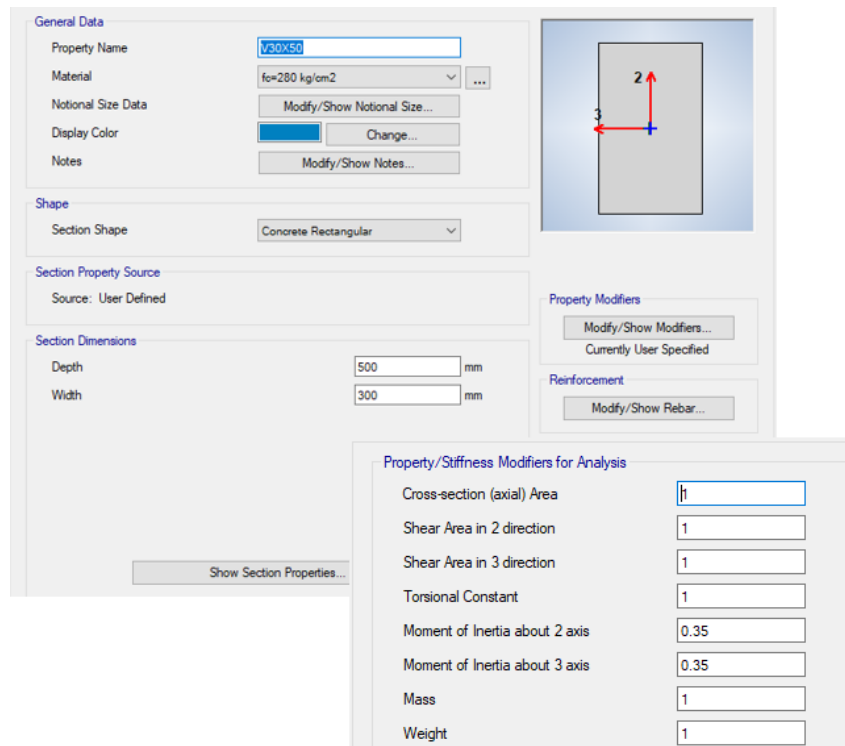 General Data
Property Name V30X50
Material fc=280 kg/cm2 ...
Notional Size Data Modify/Show Notional Size...
Display Color Change...
Notes Modify/Show Notes...
2
3
Shape
Section Shape Concrete Rectangular
Section Property Source
Source: User Defined
Property Modifiers
Modify/Show Modifiers...
Currently User Specified
Section Dimensions
Depth 500 mm
Width 300 mm
Reinforcement
Modify/Show Rebar...
Show Section Properties...
Property/Stiffness Modifiers for Analysis
Cross-section (axial) Area 1
Shear Area in 2 direction 1
Shear Area in 3 direction 1
Torsional Constant 1
Moment of Inertia about 2 axis 0.35
Moment of Inertia about 3 axis 0.35
Mass 1
Weight 1